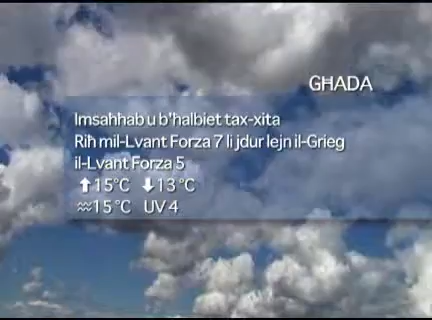 GĦADA
Imsaħħab u b'ħalbiet tax-xita
Riħ mil-Lvant Forza 7 li jdur lejn il-Grieg
il-Lvant Forza 5
⬆15°C ⬇13°C
♒15°C UV 4